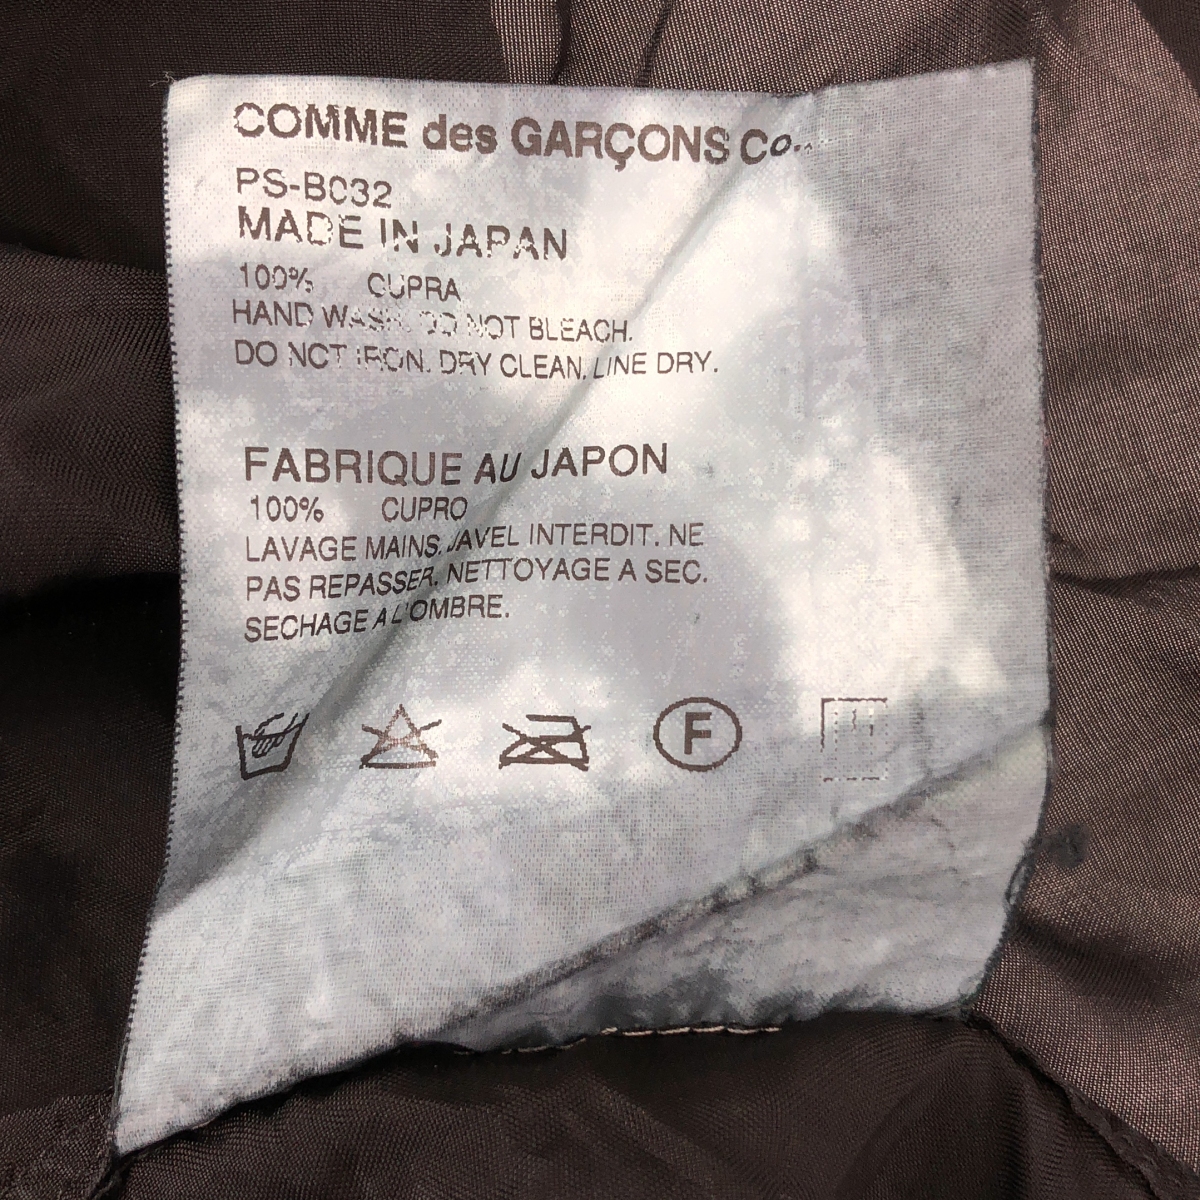 COMME des GARÇONS Co.,
PS-B032
MADE IN JAPAN
100% CUPRA
HAND WASH. DO NOT BLEACH.
DO NOT IRON. DRY CLEAN. LINE DRY.
FABRIQUE AU JAPON
100% CUPRO
LAVAGE MAINS. JAVEL INTERDIT. NE
PAS REPASSER. NETTOYAGE A SEC.
SECHAGE A L'OMBRE.
F